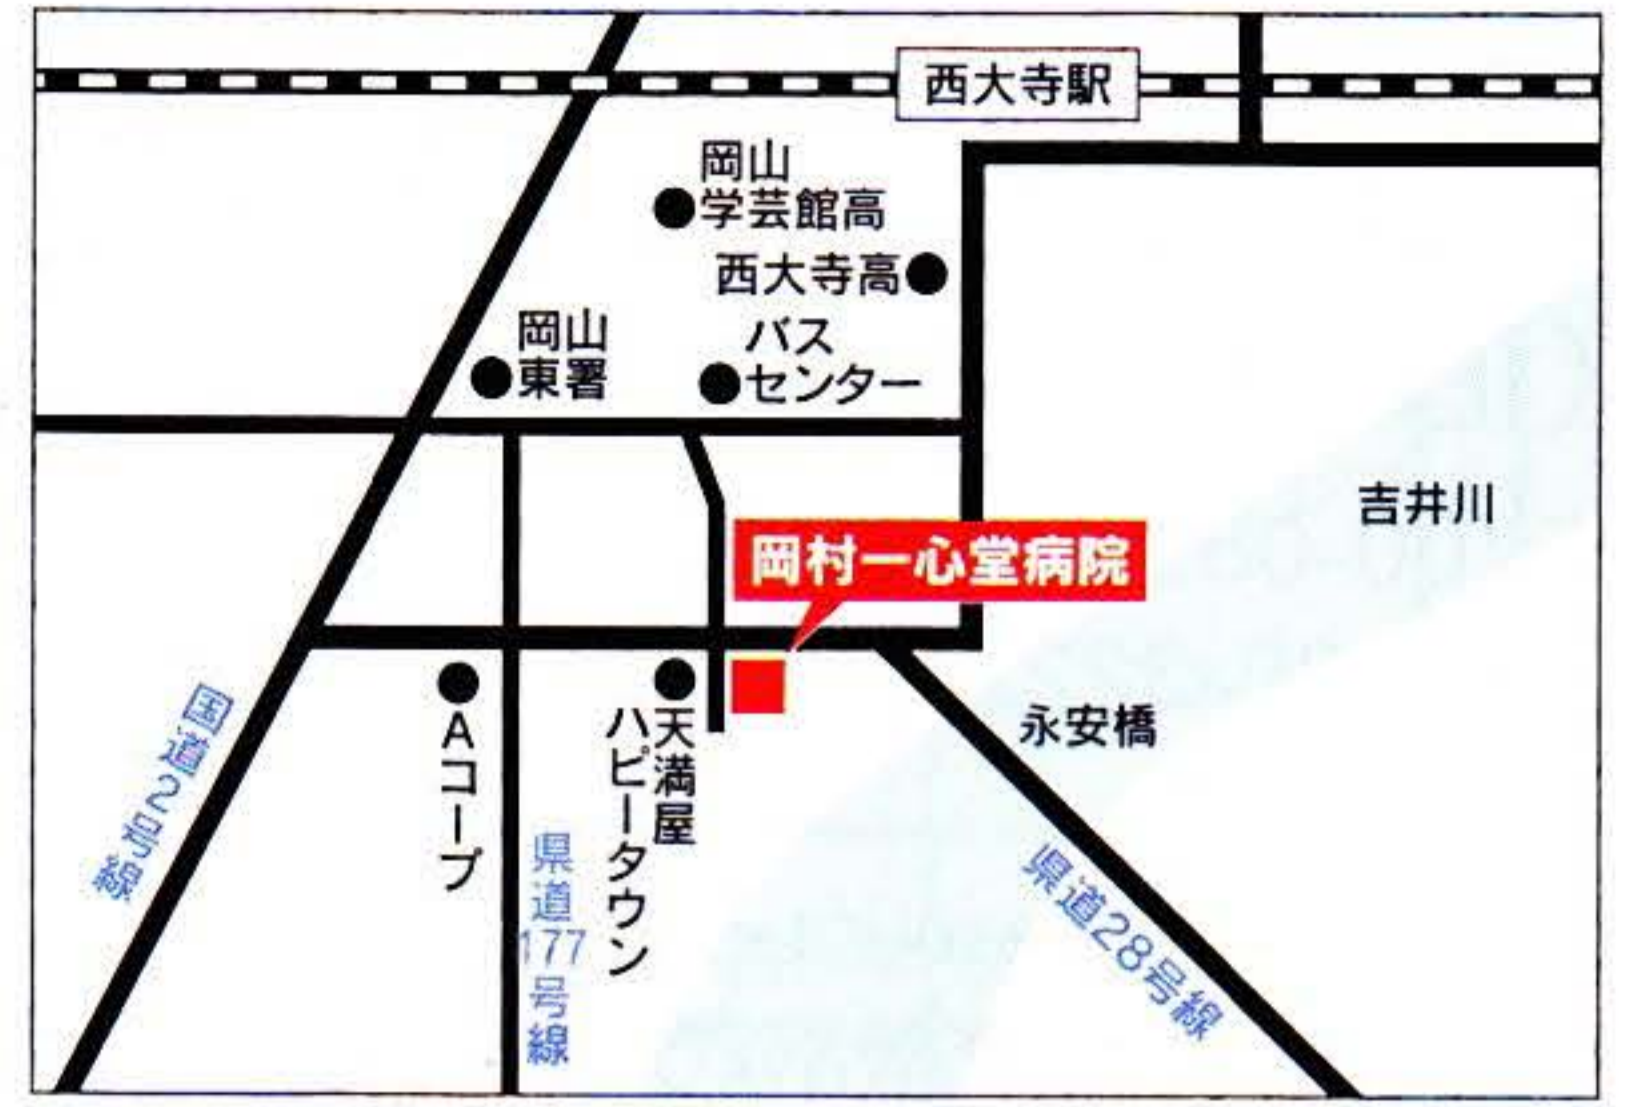 西大寺駅
岡山
学芸館高
西大寺高
岡山
東署
バス
センター
吉井川
岡村一心堂病院
永安橋
国道2号線
Aコープ
天満屋
ハピータウン
県道177号線
県道28号線